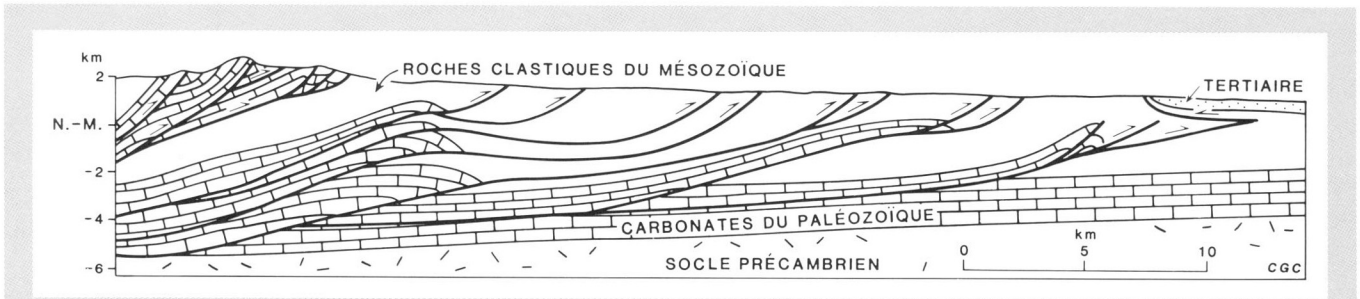 km
2
ROCHES CLASTIQUES DU MÉSOZOÏQUE
TERTIAIRE
N.-M.
-2
-4
CARBONATES DU PALÉOZOÏQUE
km
0 5 10
-6
SOCLE PRÉCAMBRIEN
CGC